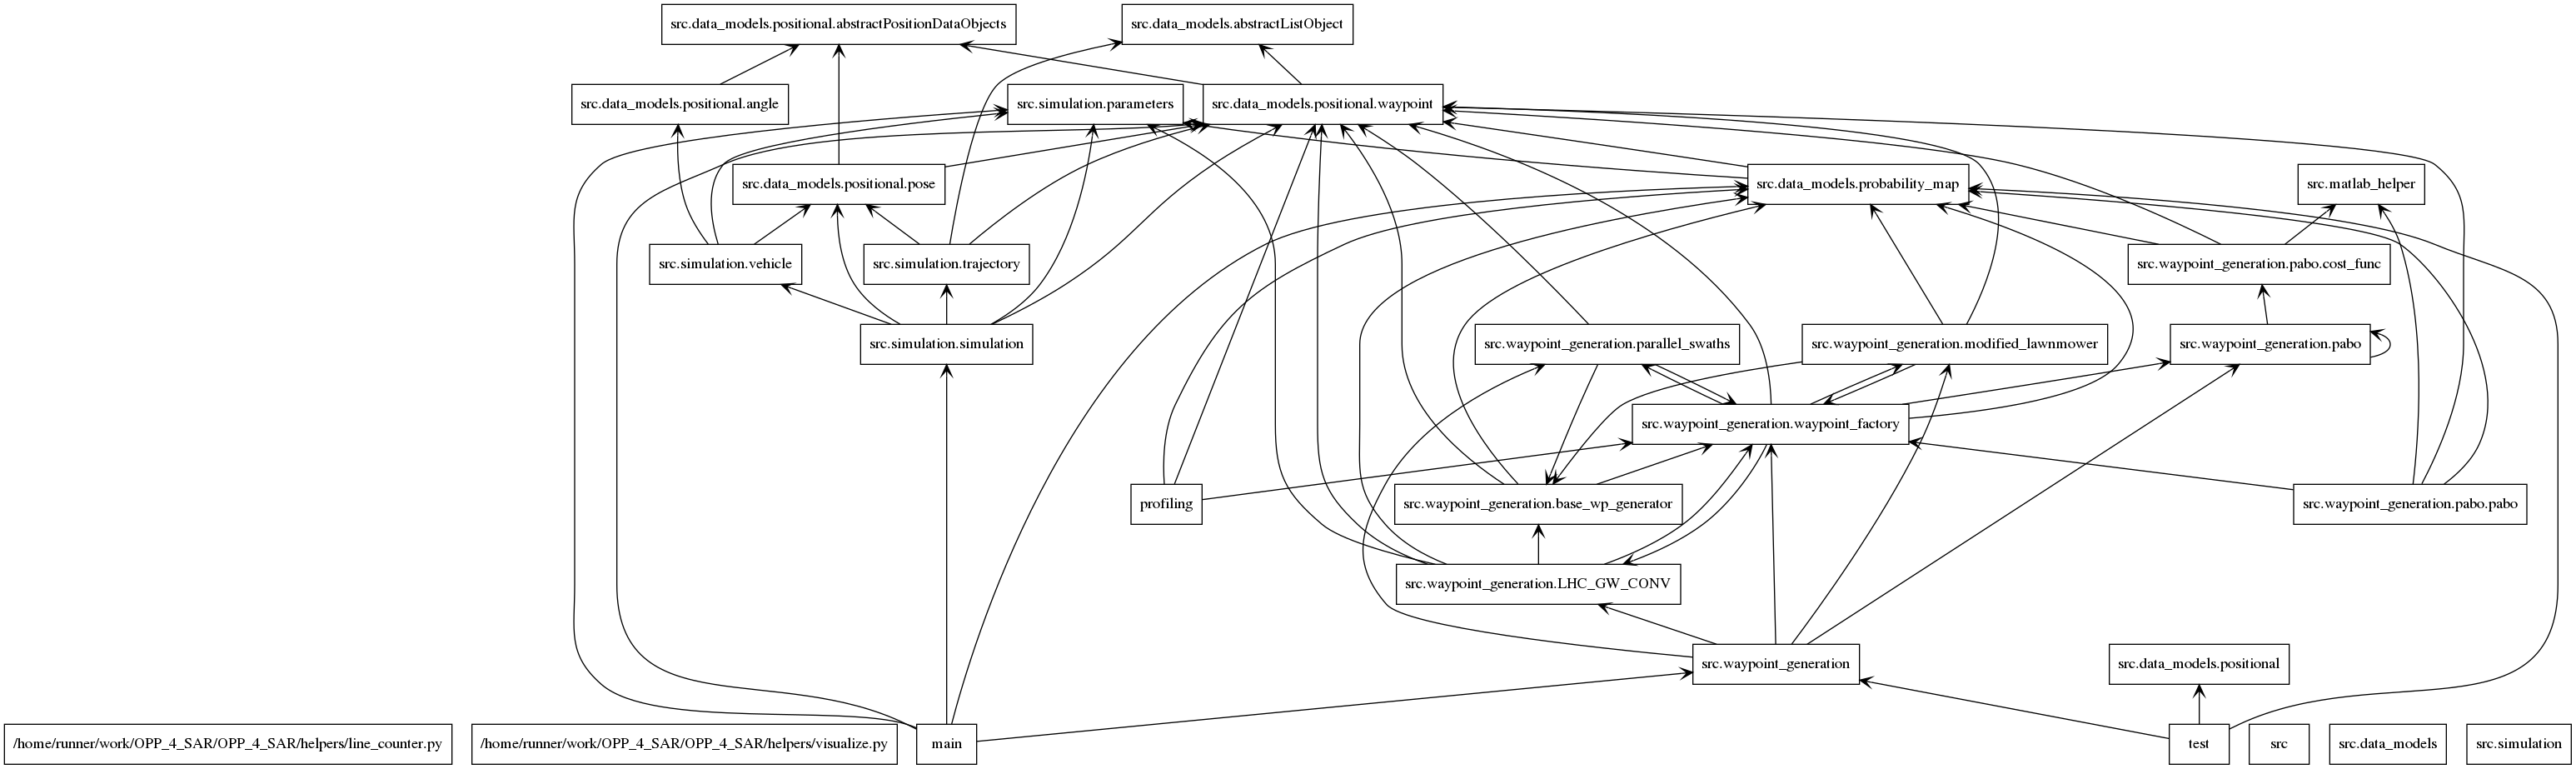 src.data_models.positional.abstractPositionDataObjects
src.data_models.abstractListObject
src.data_models.positional.angle
src.simulation.parameters
src.data_models.positional.waypoint
src.data_models.positional.pose
src.data_models.probability_map
src.matlab_helper
src.simulation.vehicle
src.simulation.trajectory
src.waypoint_generation.pabo.cost_func
src.simulation.simulation
src.waypoint_generation.parallel_swaths
src.waypoint_generation.modified_lawnmower
src.waypoint_generation.pabo
src.waypoint_generation.waypoint_factory
profiling
src.waypoint_generation.base_wp_generator
src.waypoint_generation.pabo.pabo
src.waypoint_generation.LHC_GW_CONV
src.waypoint_generation
src.data_models.positional
/home/runner/work/OPP_4_SAR/OPP_4_SAR/helpers/line_counter.py
/home/runner/work/OPP_4_SAR/OPP_4_SAR/helpers/visualize.py
main
test
src
src.data_models
src.simulation